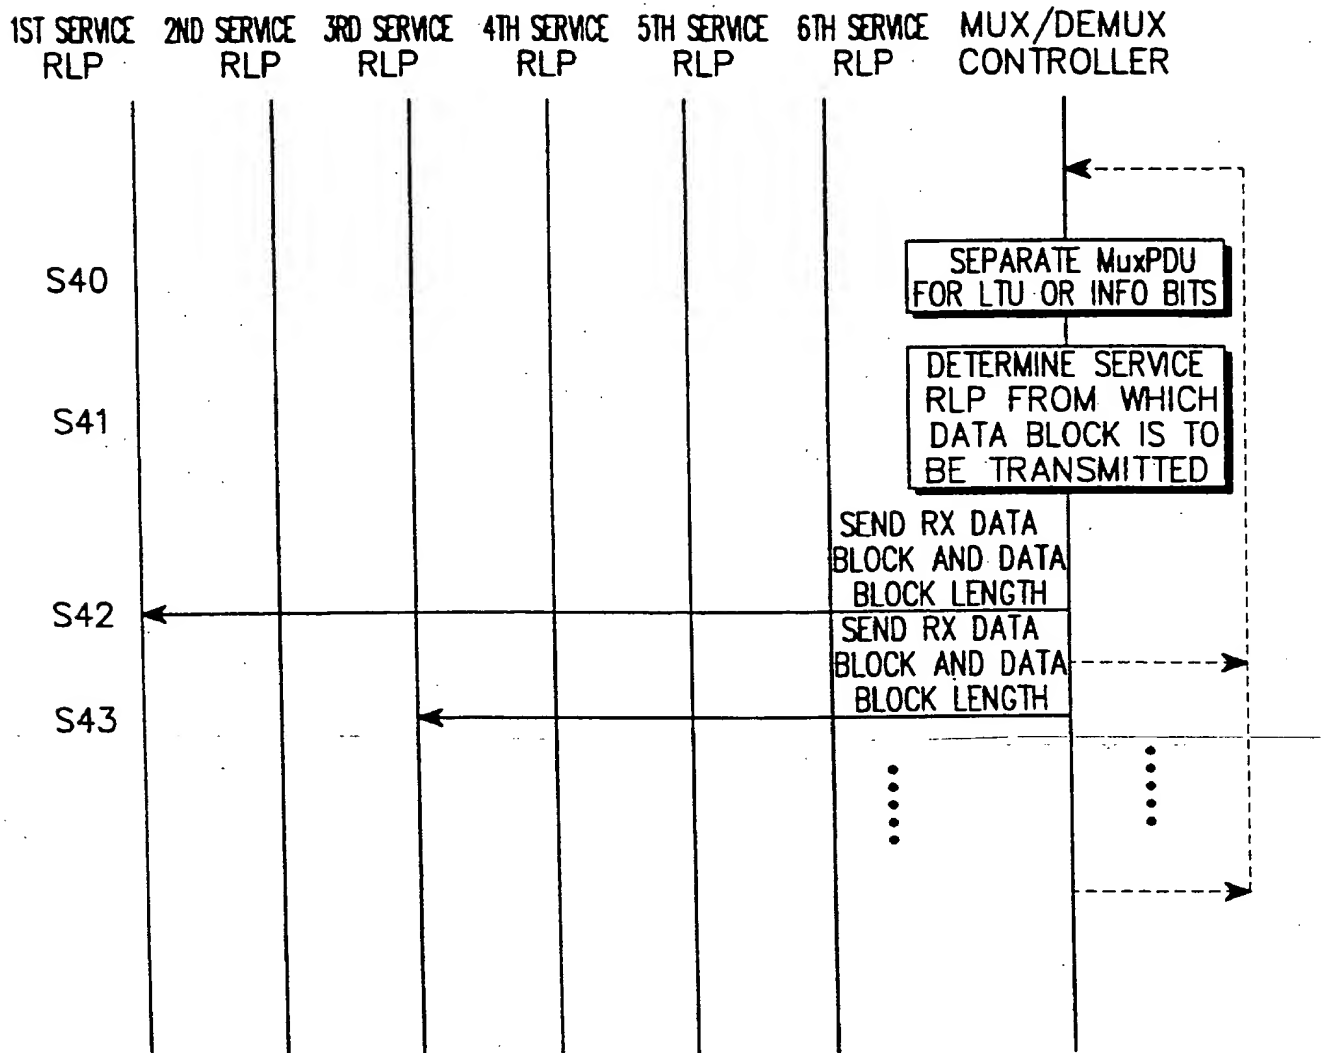 1ST SERVICE RLP
2ND SERVICE RLP
3RD SERVICE RLP
4TH SERVICE RLP
5TH SERVICE RLP
6TH SERVICE RLP
MUX/DEMUX
CONTROLLER
S40
SEPARATE MuxPDU
FOR LTU OR INFO BITS
S41
DETERMINE SERVICE
RLP FROM WHICH
DATA BLOCK IS TO
BE TRANSMITTED
SEND RX DATA
BLOCK AND DATA
BLOCK LENGTH
S42
SEND RX DATA
BLOCK AND DATA
BLOCK LENGTH
S43